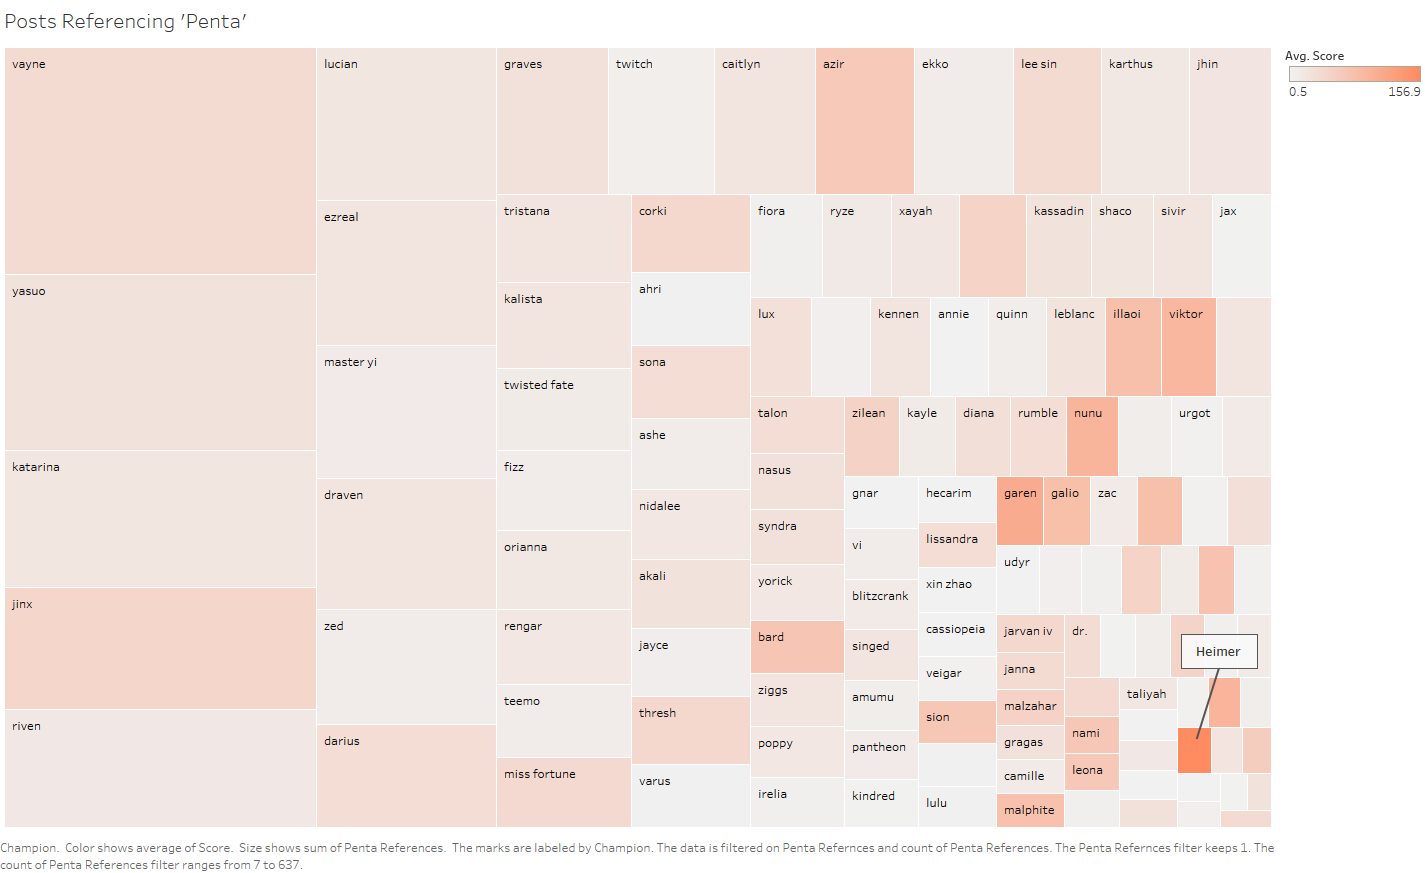 Posts Referencing 'Penta'
Avg. Score
0.5 156.9
vayne
lucian
graves
twitch
caitlyn
azir
ekko
lee sin
karthus
jhin
ezreal
tristana
corki
fiora
ryze
xayah
kassadin
shaco
sivir
jax
yasuo
kalista
ahri
lux
kennen
annie
quinn
leblanc
illaoi
viktor
master yi
twisted fate
sona
talon
zilean
kayle
diana
rumble
nunu
urgot
katarina
fizz
ashe
nasus
draven
nidalee
syndra
gnar
hecarim
garen
galio
zac
orianna
akali
yorick
vi
lissandra
udyr
jinx
zed
rengar
jayce
bard
blitzcrank
xin zhao
singed
cassiopeia
jarvan iv
dr.
Heimer
teemo
thresh
ziggs
amumu
veigar
janna
malzahar
taliyah
riven
darius
miss fortune
varus
poppy
pantheon
sion
gragas
nami
irelia
kindred
lulu
camille
leona
malphite
Champion. Color shows average of Score. Size shows sum of Penta References. The marks are labeled by Champion. The data is filtered on Penta Refernces and count of Penta References. The Penta Refernces filter keeps 1. The
count of Penta References filter ranges from 7 to 637.